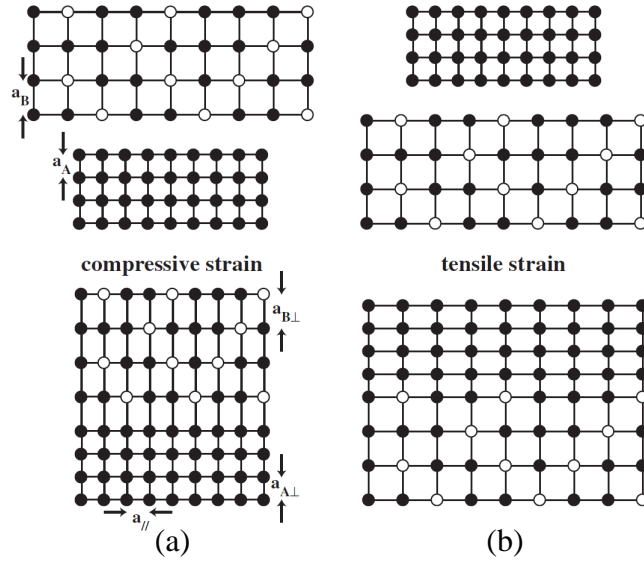 a_B
a_A
compressive strain
tensile strain
a_B⊥
a_A⊥
a_//
(a)
(b)